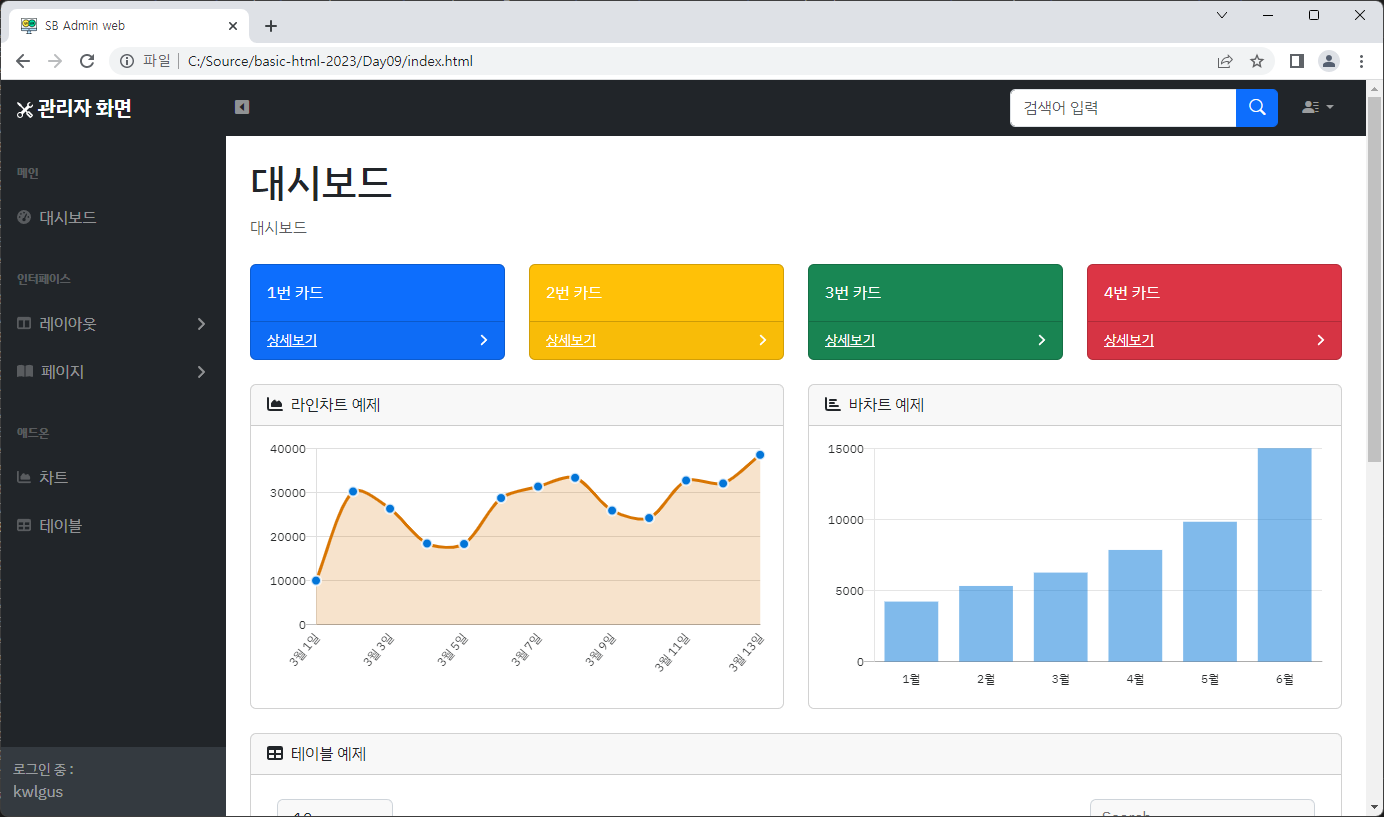 SB Admin web
파일
C:/Source/basic-html-2023/Day09/index.html
관리자 화면
검색어 입력
메인
대시보드
인터페이스
레이아웃
페이지
애드온
차트
테이블
로그인 중 :
kwlgus
대시보드
대시보드
1번 카드
상세보기
2번 카드
상세보기
3번 카드
상세보기
4번 카드
상세보기
라인차트 예제
40000
30000
20000
10000
0
3월 1일
3월 3일
3월 5일
3월 7일
3월 9일
3월 11일
3월 13일
바차트 예제
15000
10000
5000
0
1월
2월
3월
4월
5월
6월
테이블 예제
10
Search